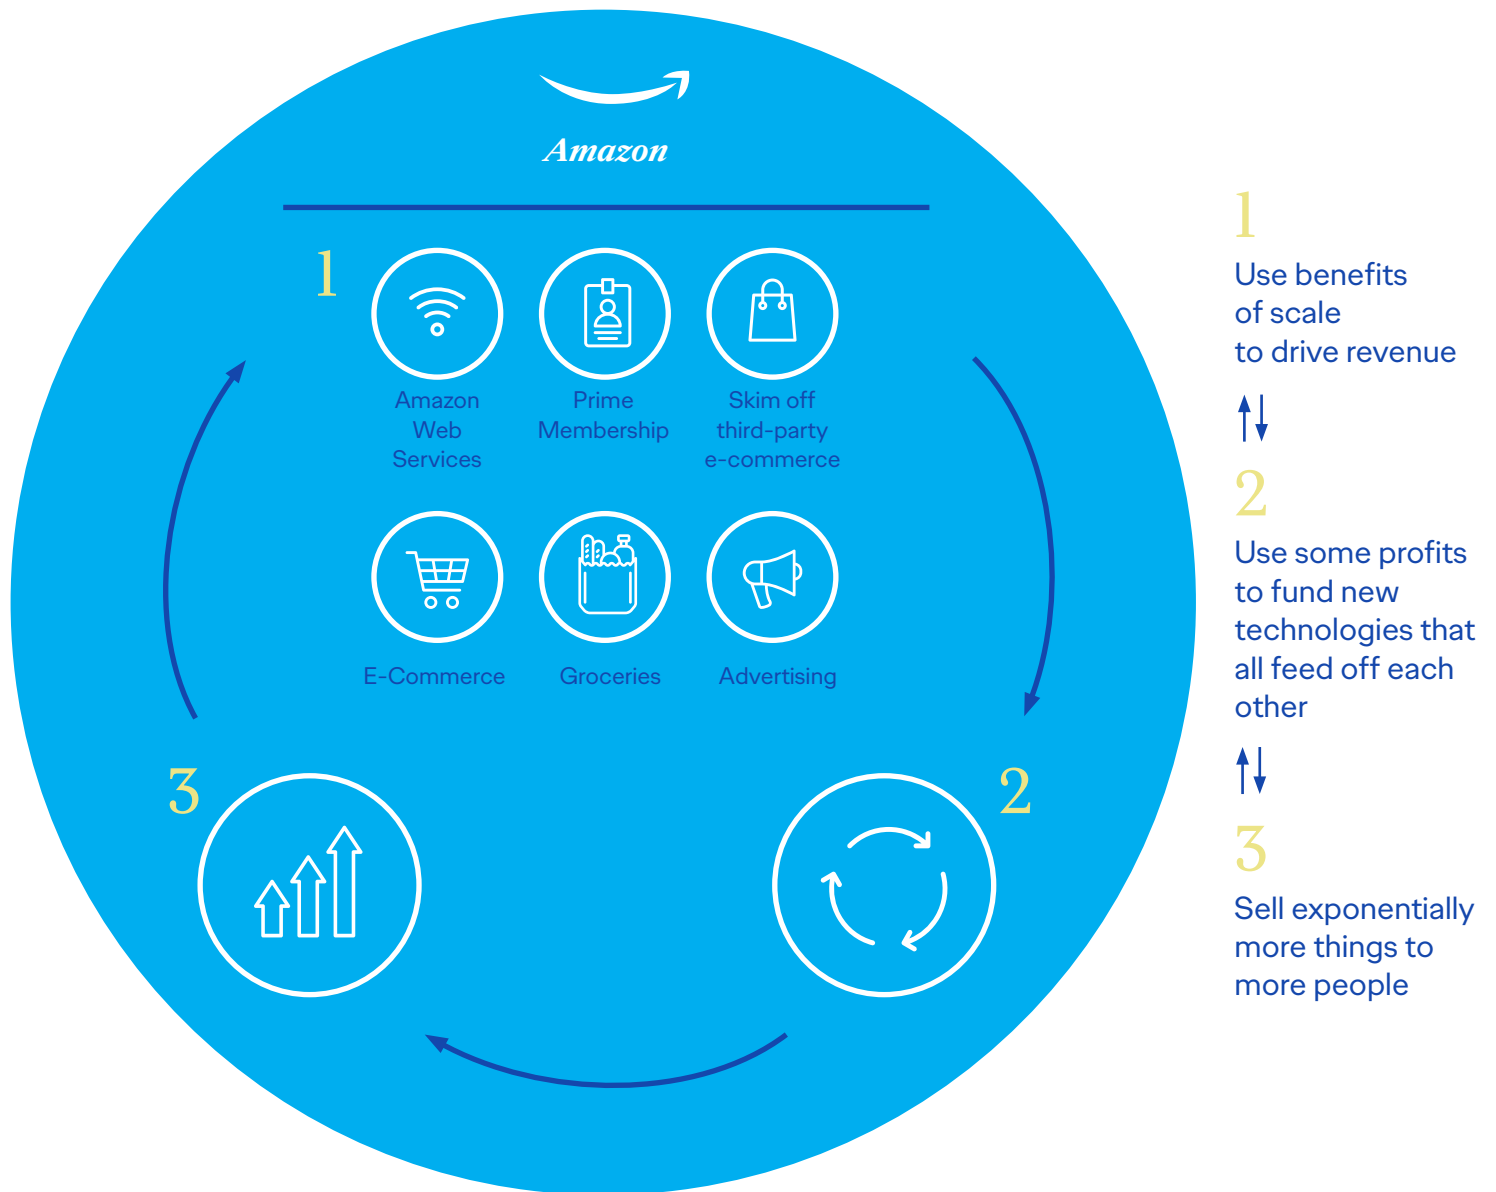 Amazon
1
Amazon
Web
Services
Prime
Membership
Skim off
third-party
e-commerce
E-Commerce
Groceries
Advertising
3
2
1
Use benefits
of scale
to drive revenue
2
Use some profits
to fund new
technologies that
all feed off each
other
3
Sell exponentially
more things to
more people